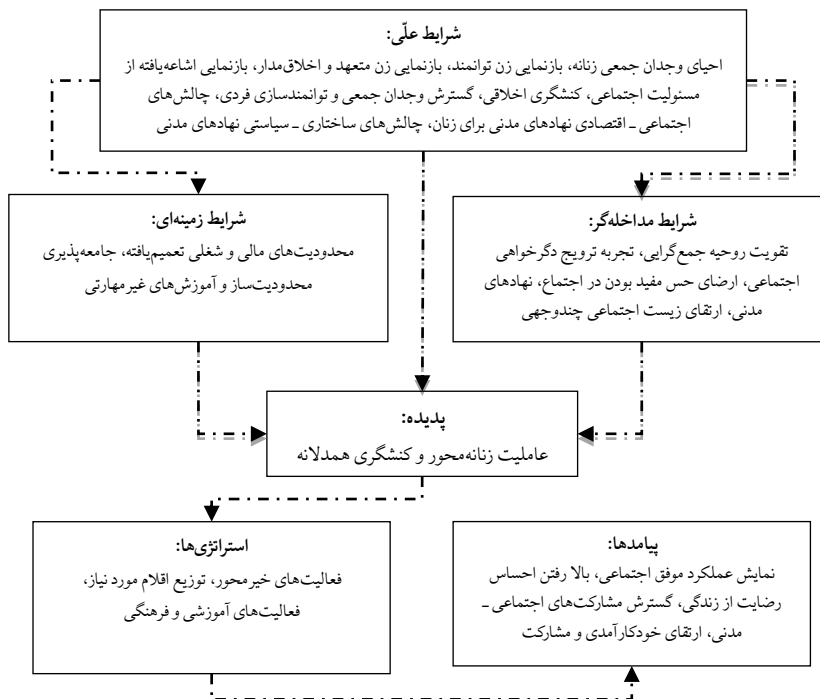 شرایط علّی:
احیای وجدان جمعی زنانه، بازنمایی زن توانمند، بازنمایی زن متعهد و اخلاق‌مدار، بازنمایی اشاعه‌یافته از
مسئولیت اجتماعی، کنشگری اخلاقی، گسترش وجدان جمعی و توانمندسازی فردی، چالش‌های
اجتماعی ـ اقتصادی نهادهای مدنی برای زنان، چالش‌های ساختاری ـ سیاستی نهادهای مدنی
شرایط مداخله‌گر:
تقویت روحیه جمع‌گرایی، تجربه ترویج دگرخواهی
اجتماعی، ارضای حس مفید بودن در اجتماع، نهادهای
مدنی، ارتقای زیست اجتماعی چندوجهی
شرایط زمینه‌ای:
محدودیت‌های مالی و شغلی تعمیم‌یافته، جامعه‌پذیری
محدودیت‌ساز و آموزش‌های غیرمهارتی
پدیده:
عاملیت زنانه‌محور و کنشگری همدلانه
استراتژی‌ها:
فعالیت‌های خیرمحور، توزیع اقلام مورد نیاز،
فعالیت‌های آموزشی و فرهنگی
پیامدها:
نمایش عملکرد موفق اجتماعی، بالا رفتن احساس
رضایت از زندگی، گسترش مشارکت‌های اجتماعی ـ
مدنی، ارتقای خودکارآمدی و مشارکت